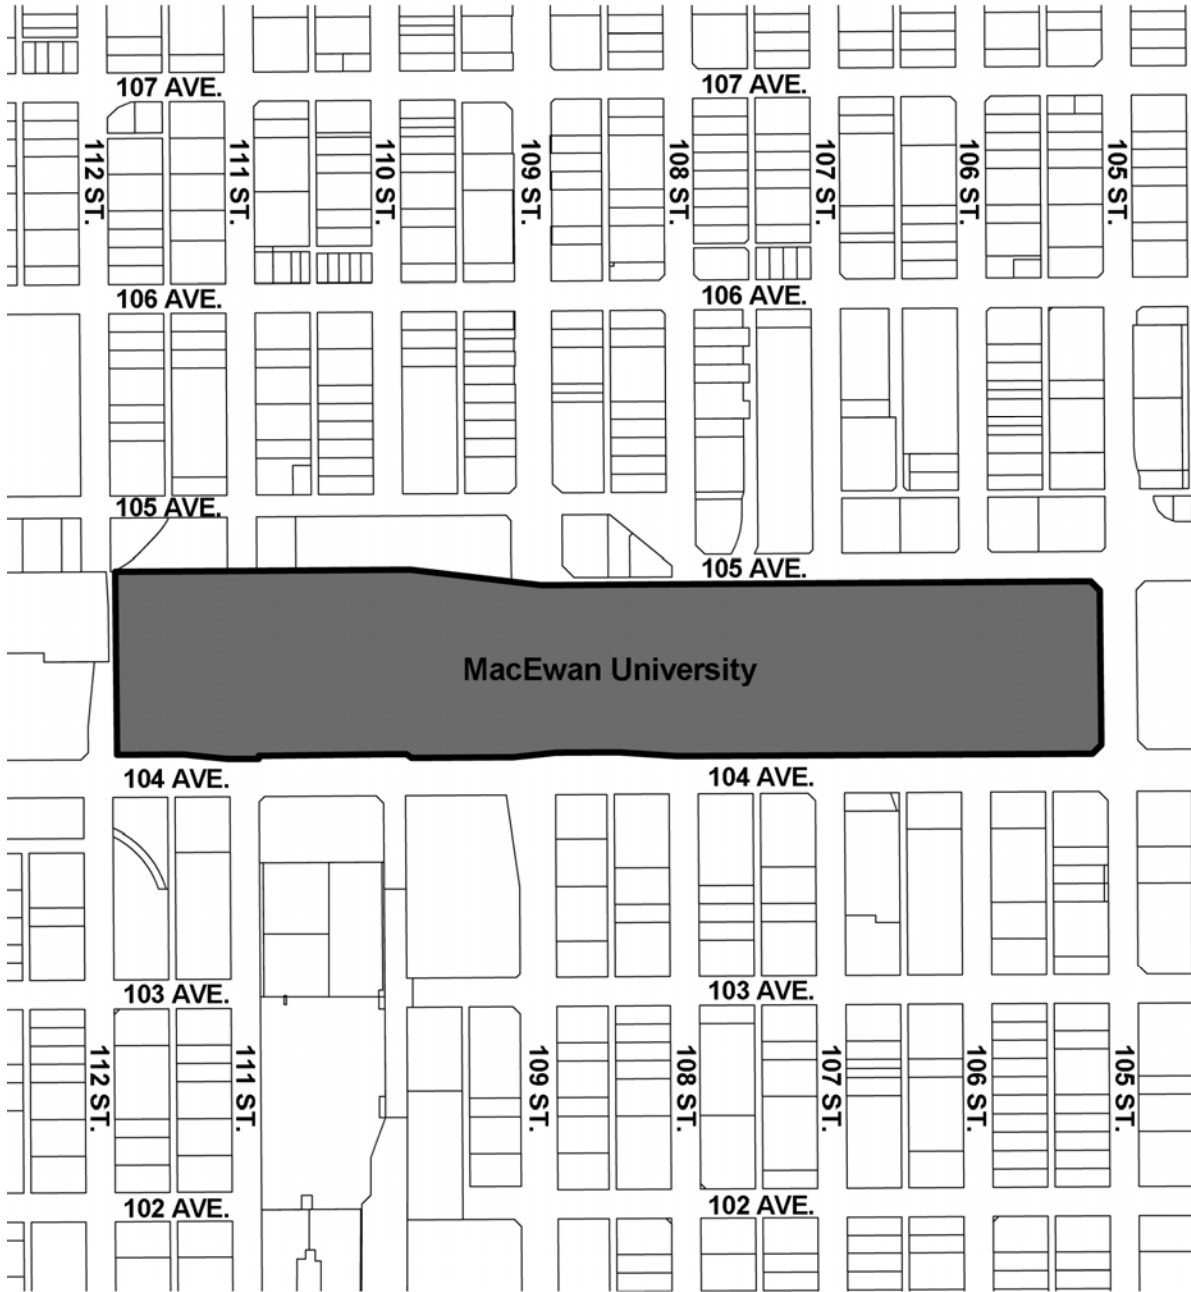 107 AVE.
107 AVE.
112 ST.
111 ST.
110 ST.
109 ST.
108 ST.
107 ST.
106 ST.
105 ST.
106 AVE.
106 AVE.
105 AVE.
105 AVE.
MacEwan University
104 AVE.
104 AVE.
103 AVE.
103 AVE.
112 ST.
111 ST.
109 ST.
108 ST.
107 ST.
106 ST.
105 ST.
102 AVE.
102 AVE.